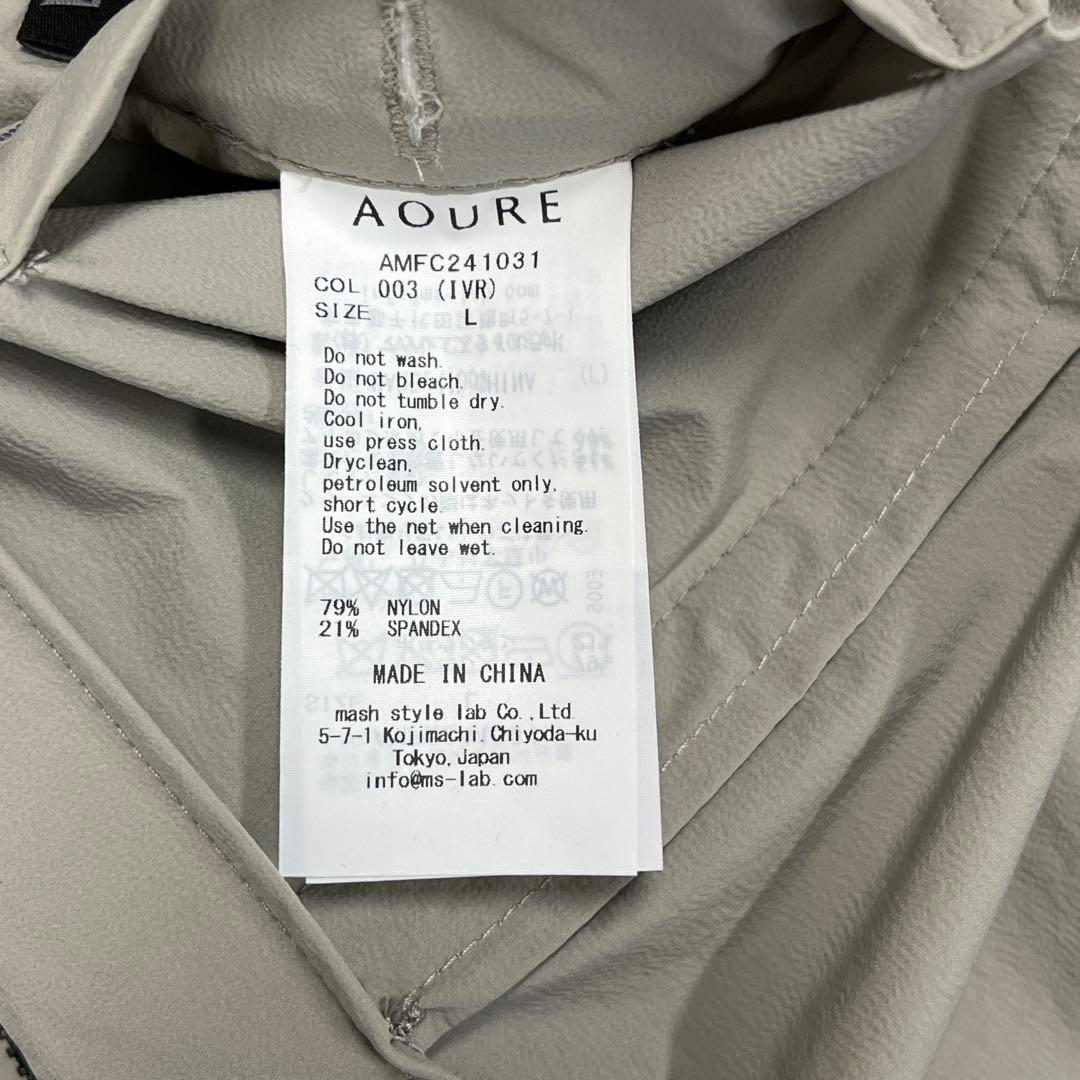 AOURE
AMFC241031
COL 003 (IVR)
SIZE L
Do not wash.
Do not bleach.
Do not tumble dry.
Cool iron,
use press cloth.
Dryclean,
petroleum solvent only,
short cycle.
Use the net when cleaning.
Do not leave wet.
79% NYLON
21% SPANDEX
MADE IN CHINA
mash style lab Co.,Ltd.
5-7-1 Kojimachi.Chiyoda-ku
Tokyo,Japan
info@ms-lab.com